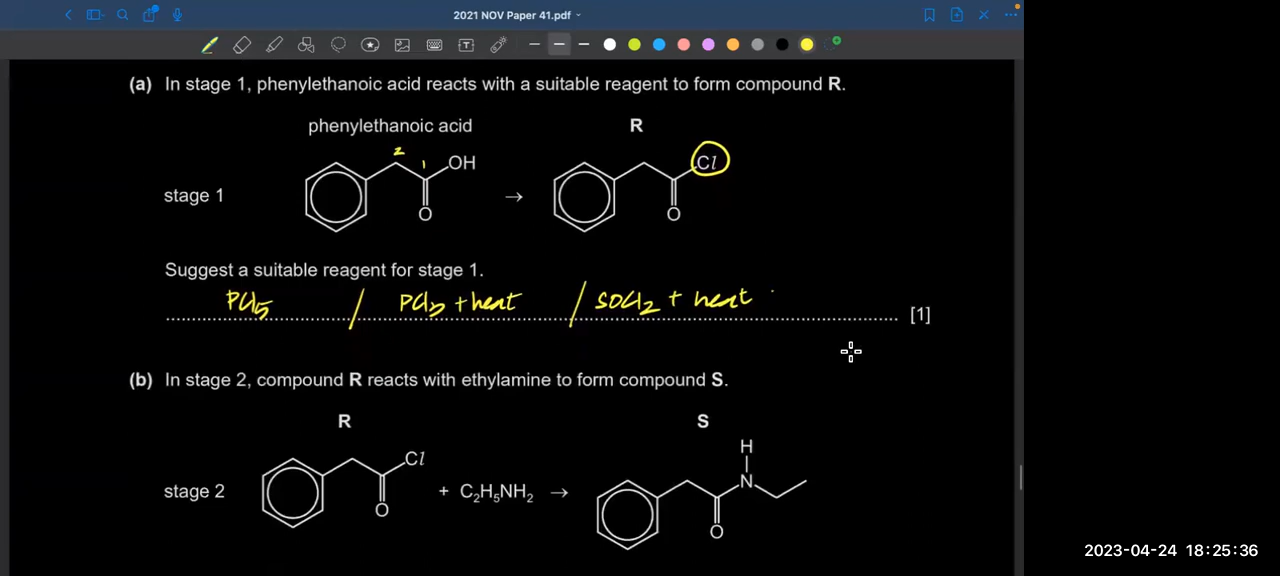 2021 NOV Paper 41.pdf
(a) In stage 1, phenylethanoic acid reacts with a suitable reagent to form compound R.
phenylethanoic acid R
2 1 OH Cl
stage 1 →
O O
Suggest a suitable reagent for stage 1.
PCl5 / PCl3 + heat / SOCl2 + heat
[1]
(b) In stage 2, compound R reacts with ethylamine to form compound S.
R S
H
Cl
N
stage 2 + C₂H₅NH₂ →
O
O
2023-04-24 18:25:36